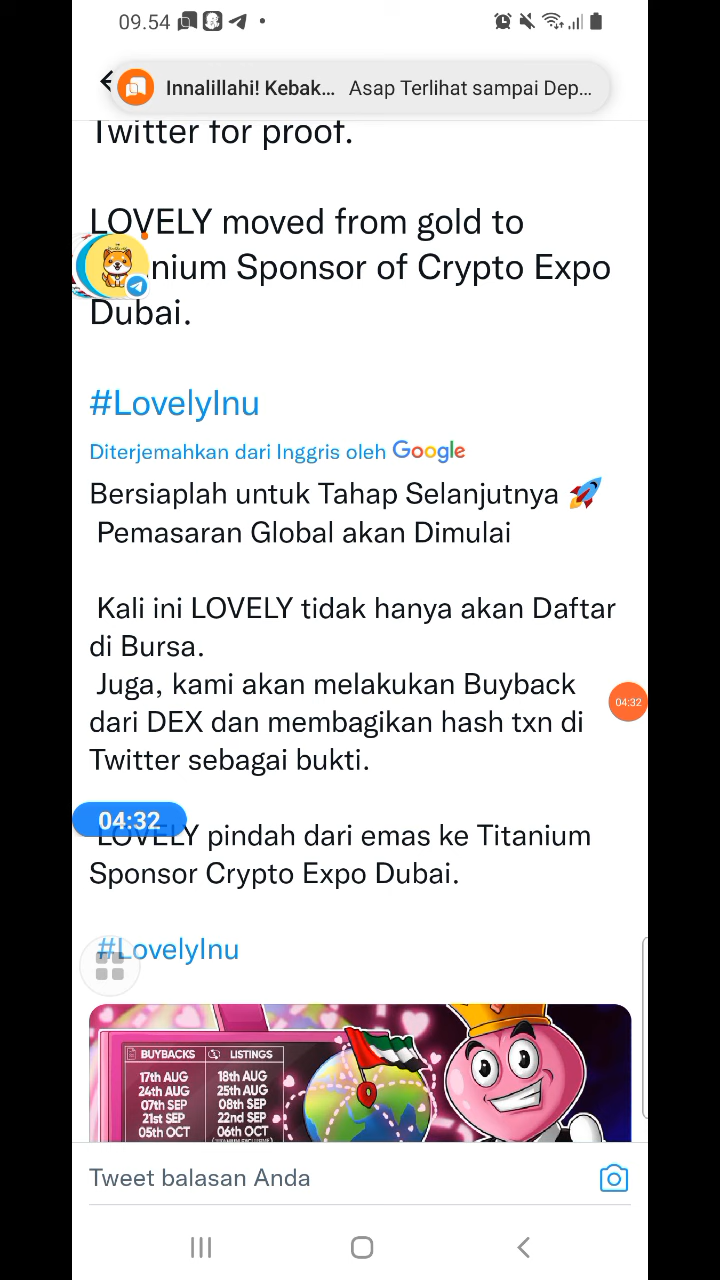 09.54
Innalillahi! Kebak... Asap Terlihat sampai Dep...
Twitter for proof.
LOVELY moved from gold to
nium Sponsor of Crypto Expo
Dubai.
#LovelyInu
Diterjemahkan dari Inggris oleh Google
Bersiaplah untuk Tahap Selanjutnya 🚀
Pemasaran Global akan Dimulai
Kali ini LOVELY tidak hanya akan Daftar
di Bursa.
Juga, kami akan melakukan Buyback
04:32
dari DEX dan membagikan hash txn di
Twitter sebagai bukti.
04:32
LOVELY pindah dari emas ke Titanium
Sponsor Crypto Expo Dubai.
#LovelyInu
BUYBACKS LISTINGS
17th AUG 18th AUG
24th AUG 25th AUG
07th SEP 08th SEP
21st SEP 22nd SEP
05th OCT 06th OCT
Tweet balasan Anda